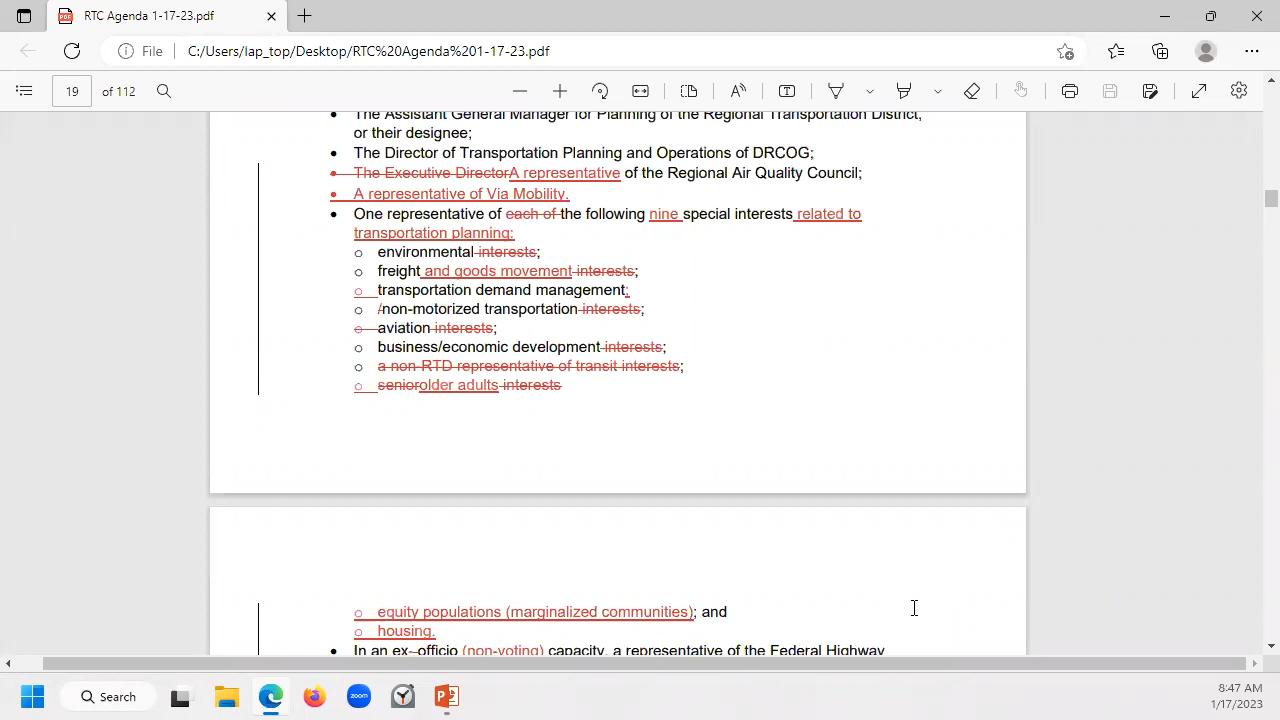 RTC Agenda 1-17-23.pdf
File
C:/Users/lap_top/Desktop/RTC%20Agenda%201-17-23.pdf
19 of 112
• The Assistant General Manager for Planning of the Regional Transportation District,
or their designee;
• The Director of Transportation Planning and Operations of DRCOG;
• The Executive DirectorA representative of the Regional Air Quality Council;
• A representative of Via Mobility.
• One representative of each of the following nine special interests related to
transportation planning:
o environmental interests;
o freight and goods movement interests;
o transportation demand management;
o /non-motorized transportation interests;
o aviation interests;
o business/economic development interests;
o a non-RTD representative of transit interests;
o seniorolder adults interests
o equity populations (marginalized communities); and
o housing.
• In an ex-officio (non-voting) capacity, a representative of the Federal Highway
Search
zoom
8:47 AM
1/17/2023